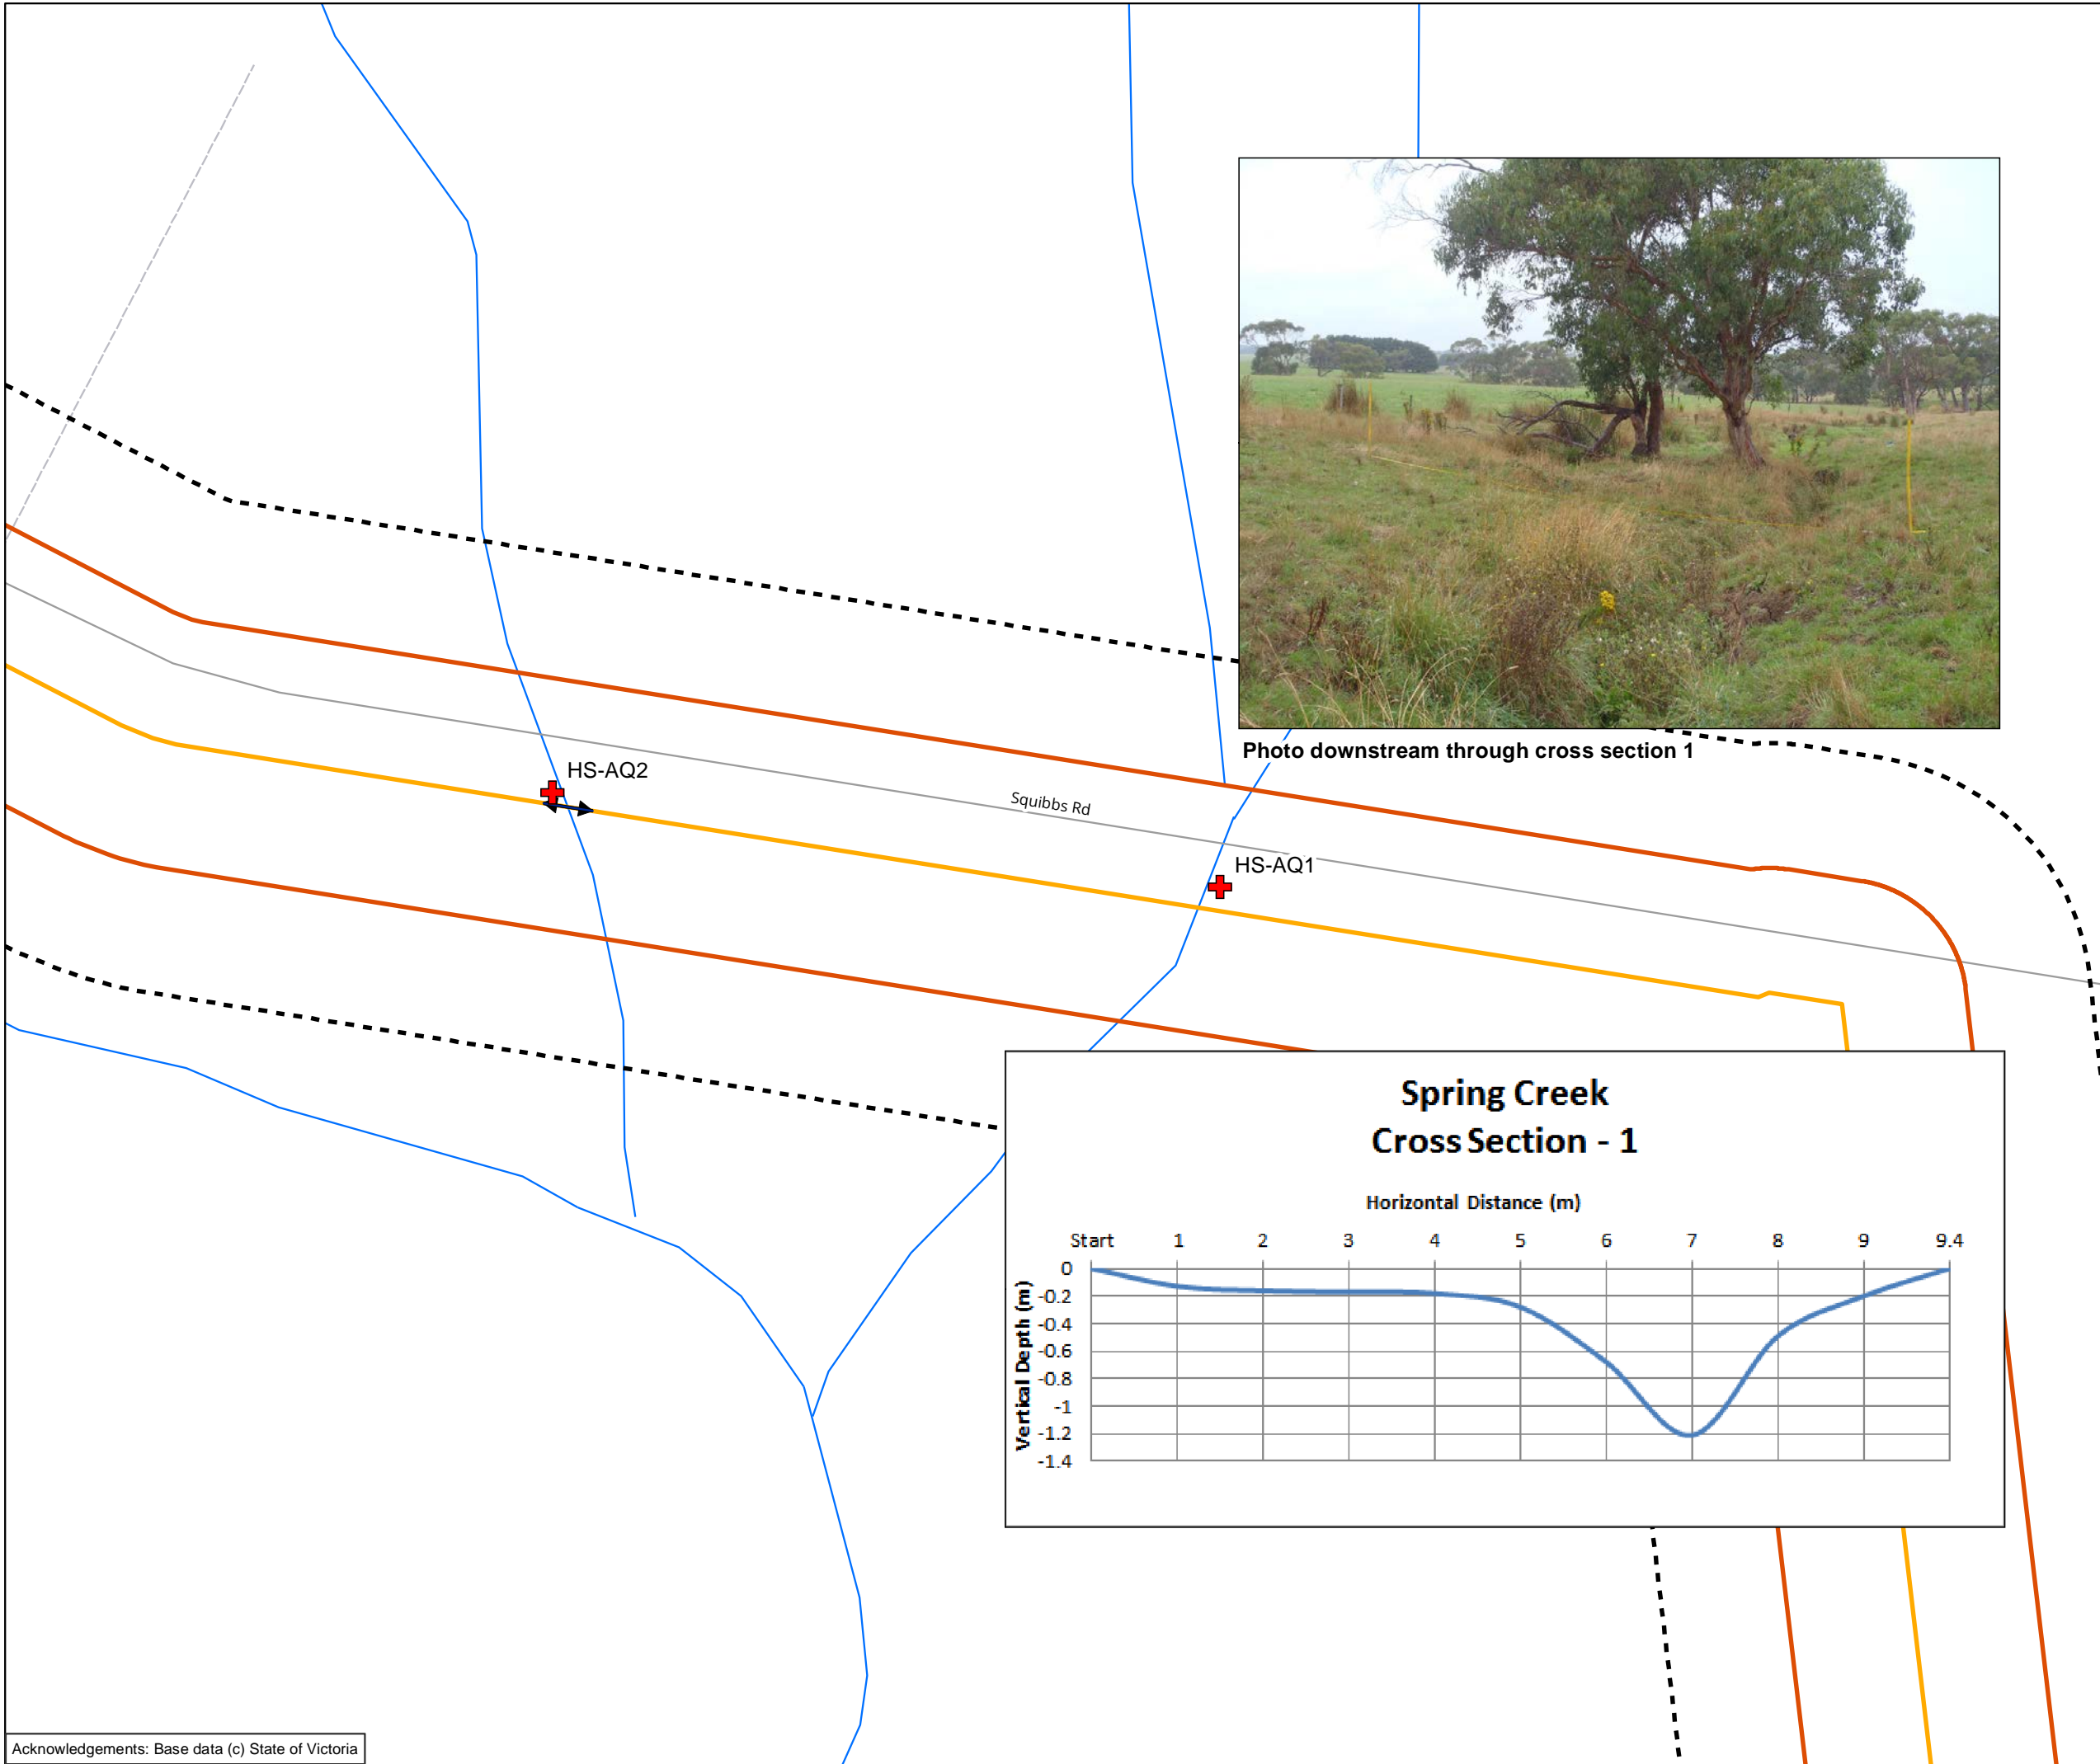 Photo downstream through cross section 1
HS-AQ2
Squibbs Rd
HS-AQ1
Spring Creek
Cross Section - 1
Horizontal Distance (m)
Start 1 2 3 4 5 6 7 8 9 9.4
Vertical Depth (m)
0
-0.2
-0.4
-0.6
-0.8
-1
-1.2
-1.4
Acknowledgements: Base data (c) State of Victoria